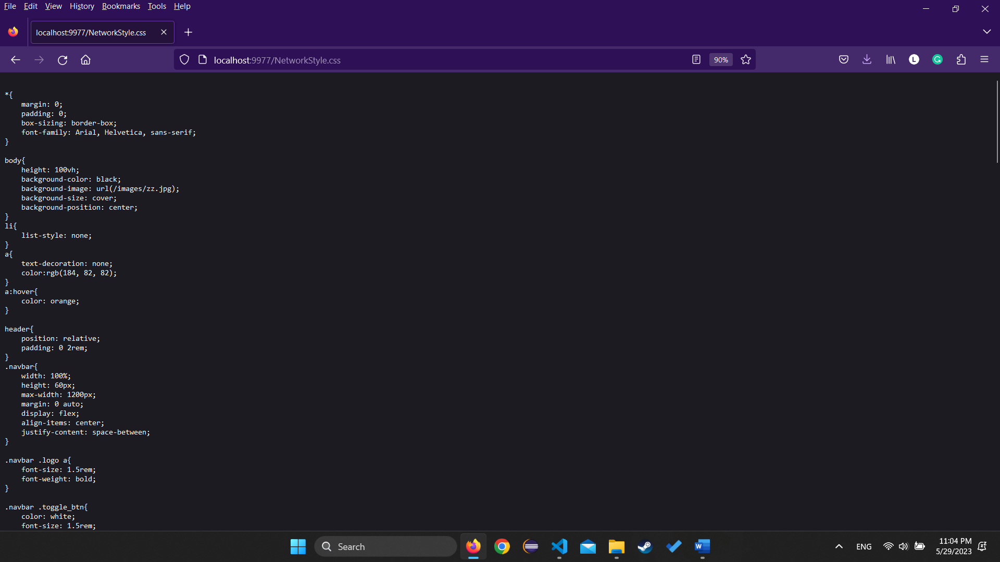 File Edit View History Bookmarks Tools Help
localhost:9977/NetworkStyle.css
localhost:9977/NetworkStyle.css 90% L
*{
    margin: 0;
    padding: 0;
    box-sizing: border-box;
    font-family: Arial, Helvetica, sans-serif;
}
body{
    height: 100vh;
    background-color: black;
    background-image: url(/images/zz.jpg);
    background-size: cover;
    background-position: center;
}
li{
    list-style: none;
}
a{
    text-decoration: none;
    color:rgb(184, 82, 82);
}
a:hover{
    color: orange;
}
header{
    position: relative;
    padding: 0 2rem;
}
.navbar{
    width: 100%;
    height: 60px;
    max-width: 1200px;
    margin: 0 auto;
    display: flex;
    align-items: center;
    justify-content: space-between;
}
.navbar .logo a{
    font-size: 1.5rem;
    font-weight: bold;
}
.navbar .toggle_btn{
    color: white;
    font-size: 1.5rem;
Search
W
ENG
11:04 PM
5/29/2023